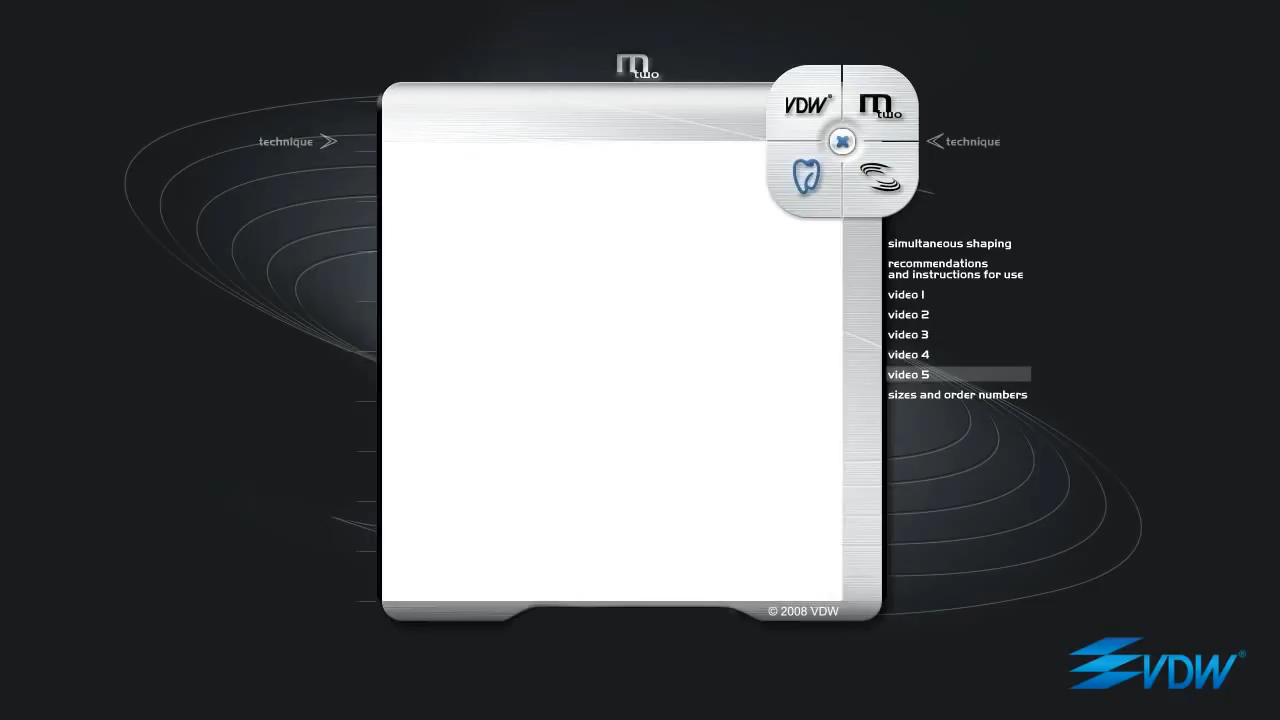 m
two
VDW®
m
two
technique
technique
simultaneous shaping
recommendations
and instructions for use
video 1
video 2
video 3
video 4
video 5
sizes and order numbers
© 2008 VDW
VDW®